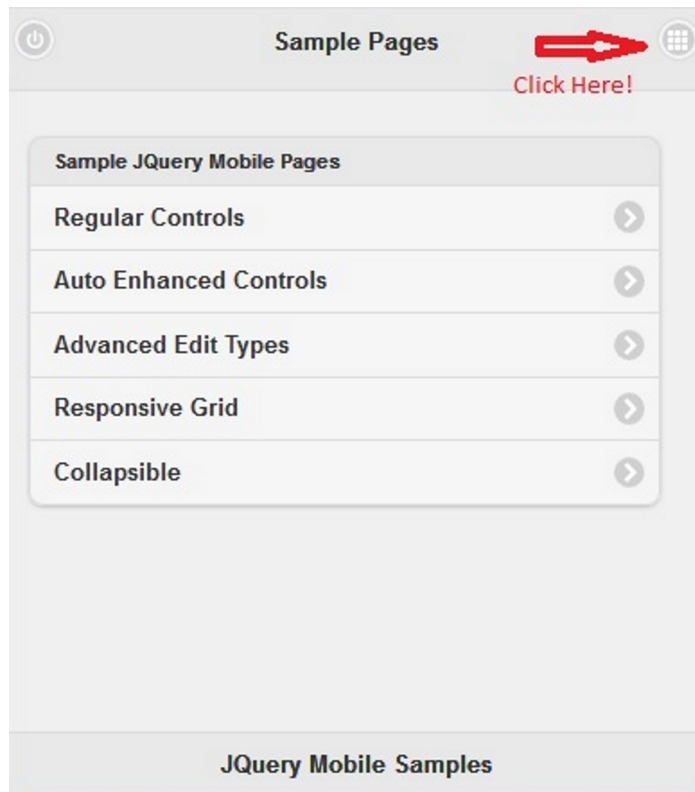 Sample Pages
Click Here!
Sample JQuery Mobile Pages
Regular Controls
Auto Enhanced Controls
Advanced Edit Types
Responsive Grid
Collapsible
JQuery Mobile Samples